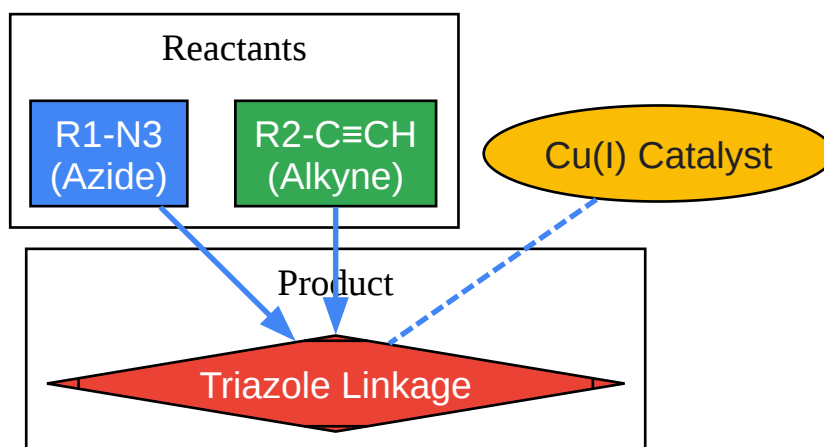 Reactants
R1-N3
(Azide)
R2-C≡CH
(Alkyne)
Cu(I) Catalyst
Product
Triazole Linkage